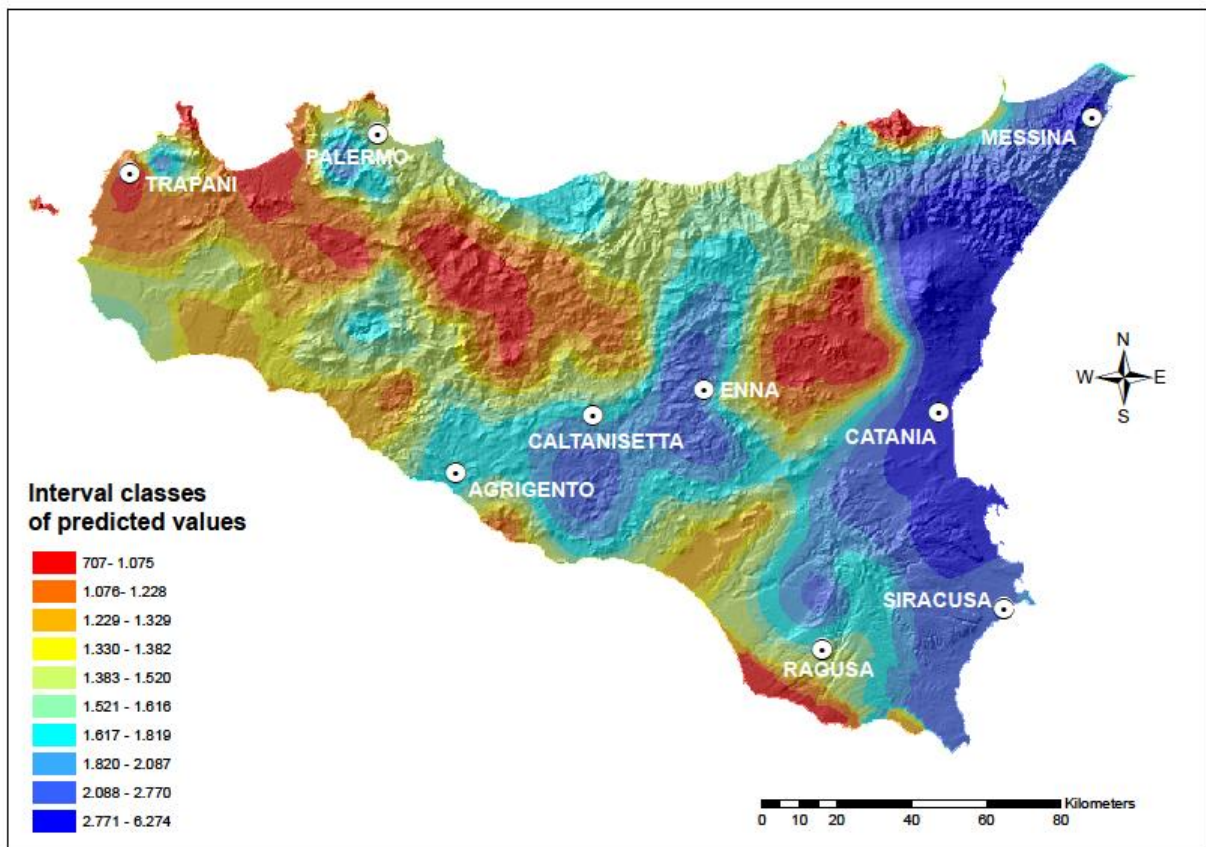 MESSINA
PALERMO
TRAPANI
N
W E
S
ENNA
CALTANISETTA
CATANIA
AGRIGENTO
Interval classes
of predicted values
707- 1.075
1.076- 1.228
1.229 - 1.329
1.330 - 1.382
1.383 - 1.520
1.521 - 1.616
1.617 - 1.819
1.820 - 2.087
2.088 - 2.770
2.771 - 6.274
SIRACUSA
RAGUSA
Kilometers
0 10 20 40 60 80